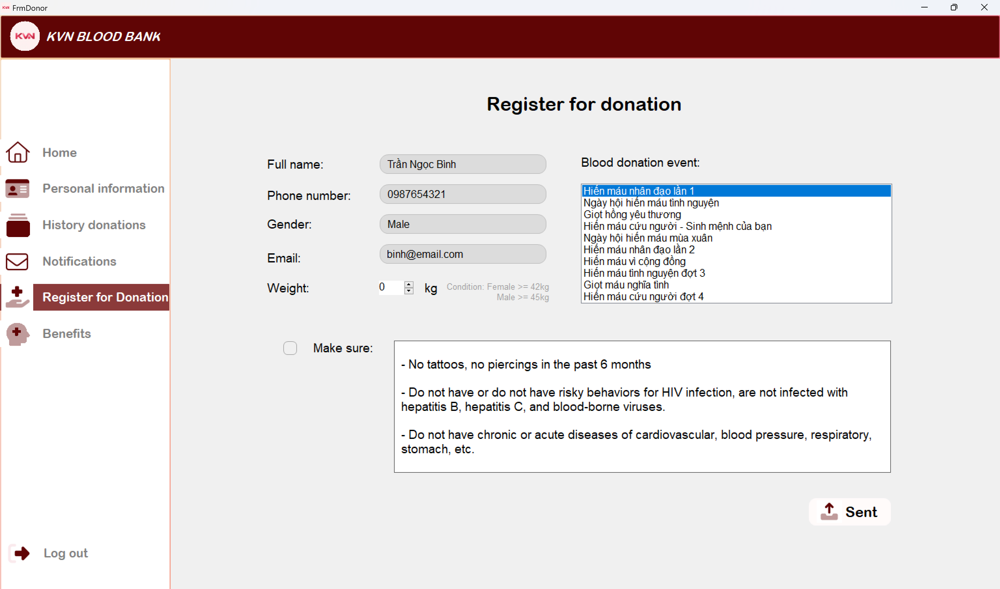 KVN FrmDonor
KVN KVN BLOOD BANK
Home
Personal information
History donations
Notifications
Register for Donation
Benefits
Log out
Register for donation
Full name: Trần Ngọc Bình
Phone number: 0987654321
Gender: Male
Email: binh@email.com
Weight: 0 kg Condition: Female >= 42kg
Male >= 45kg
Blood donation event:
Hiến máu nhân đạo lần 1
Ngày hội hiến máu tình nguyện
Giọt hồng yêu thương
Hiến máu cứu người - Sinh mệnh của bạn
Ngày hội hiến máu mùa xuân
Hiến máu nhân đạo lần 2
Hiến máu vì cộng đồng
Hiến máu tình nguyện đợt 3
Giọt máu nghĩa tình
Hiến máu cứu người đợt 4
Make sure:
- No tattoos, no piercings in the past 6 months
- Do not have or do not have risky behaviors for HIV infection, are not infected with
hepatitis B, hepatitis C, and blood-borne viruses.
- Do not have chronic or acute diseases of cardiovascular, blood pressure, respiratory,
stomach, etc.
Sent